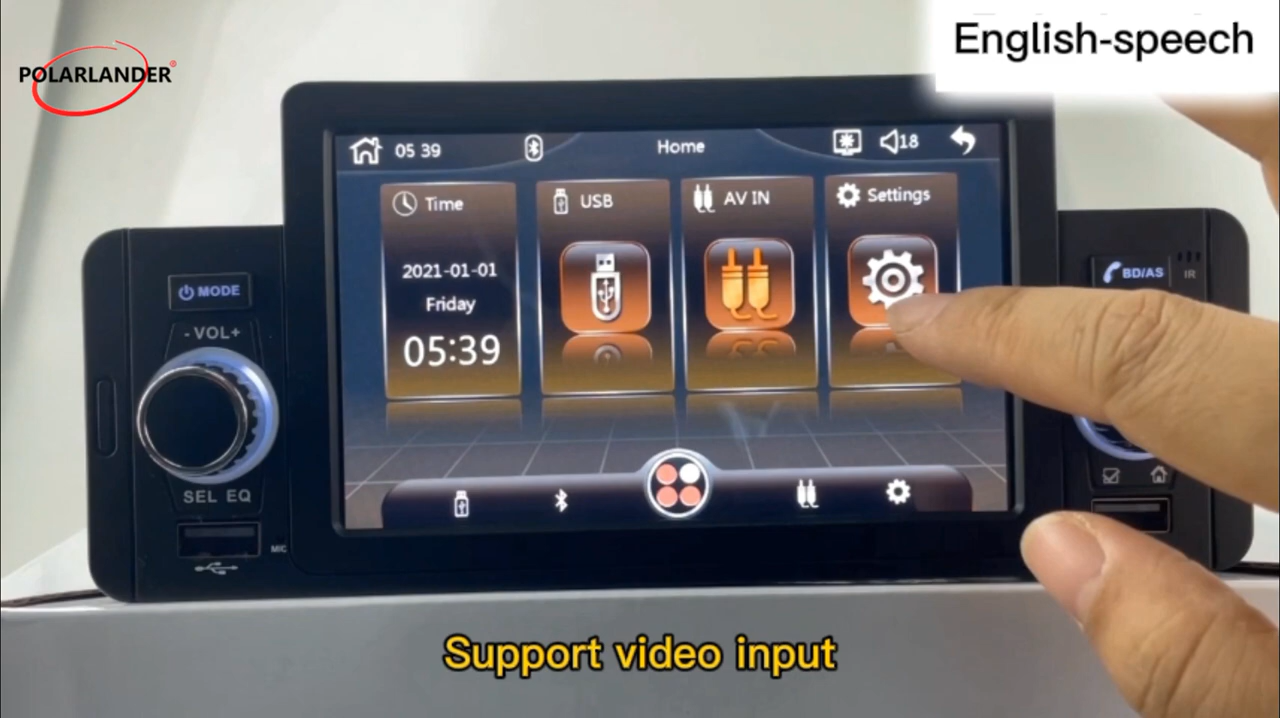 English-speech
POLARLANDER®
05 39
Home
18
Time
USB
AV IN
Settings
2021-01-01
Friday
05:39
MODE
- VOL+
SEL EQ
MIC
BD/AS
IR
Support video input